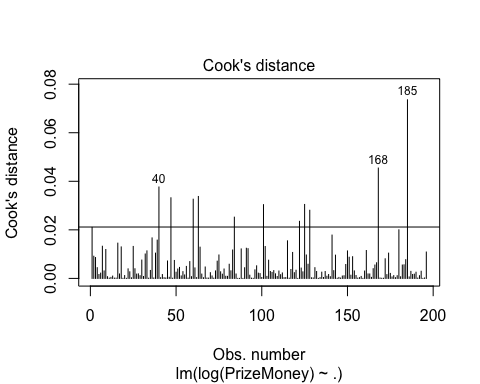 Cook's distance
Cook's distance
0.08
0.06
0.04
0.02
0.00
185
168
40
0 50 100 150 200
Obs. number
lm(log(PrizeMoney) ~ .)